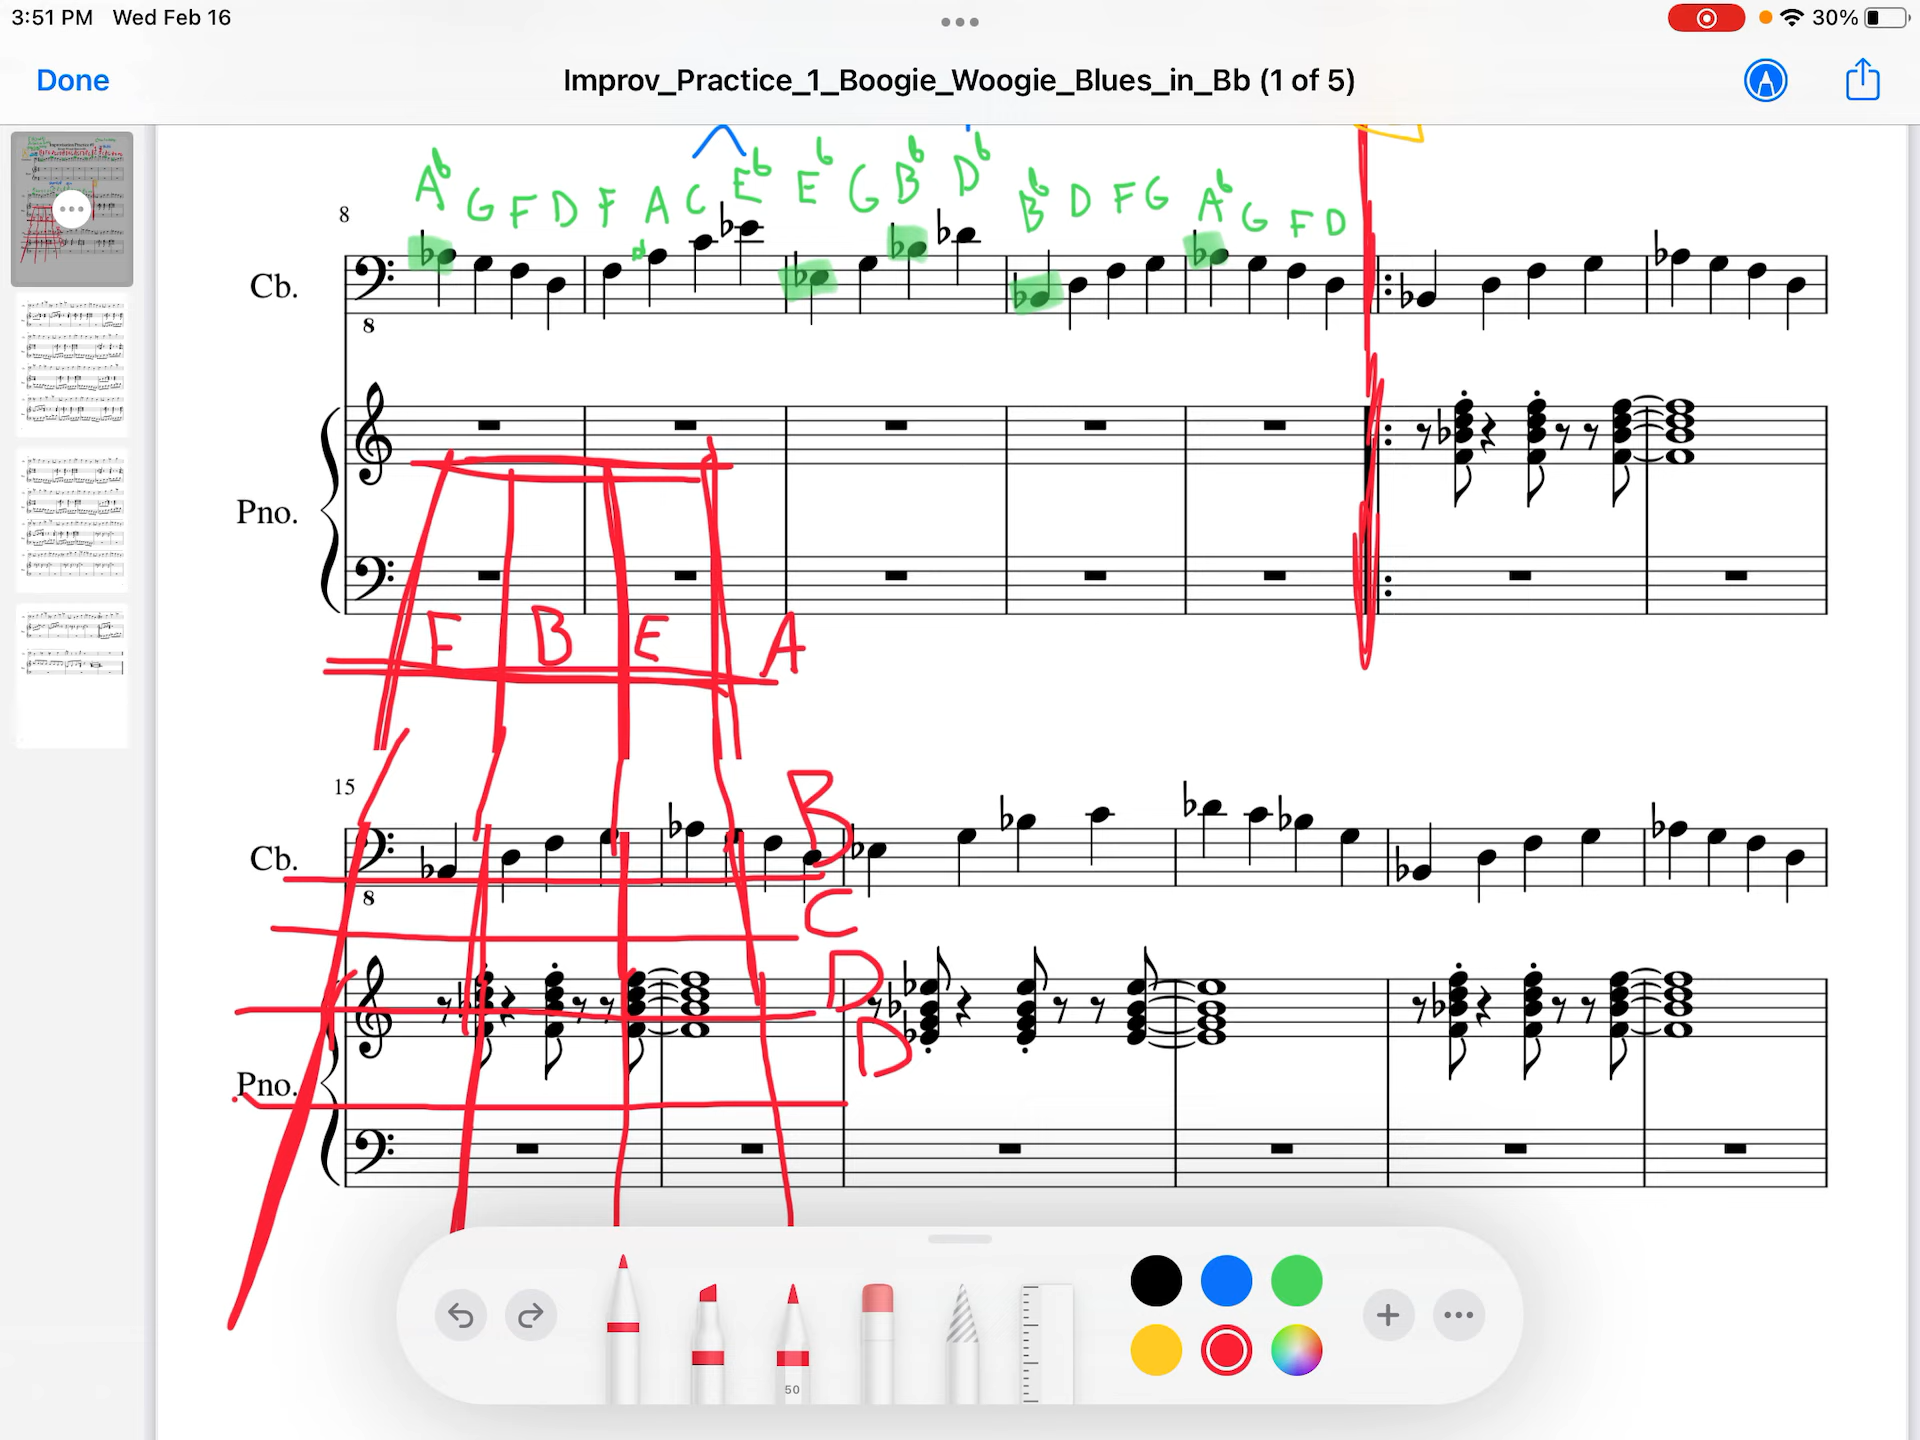 3:51 PM Wed Feb 16
30%
Done
Improv_Practice_1_Boogie_Woogie_Blues_in_Bb (1 of 5)
A♭ G F D F A C E♭ E♭ G B♭ D♭ B♭ D F G A♭ G F D
8
Cb.
8
Pno.
F B E A
15
B
Cb.
8
C
D
D
Pno.
50